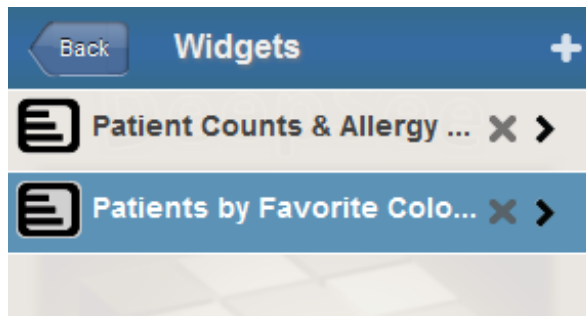 Back
Widgets
Patient Counts & Allergy ...
Patients by Favorite Colo...